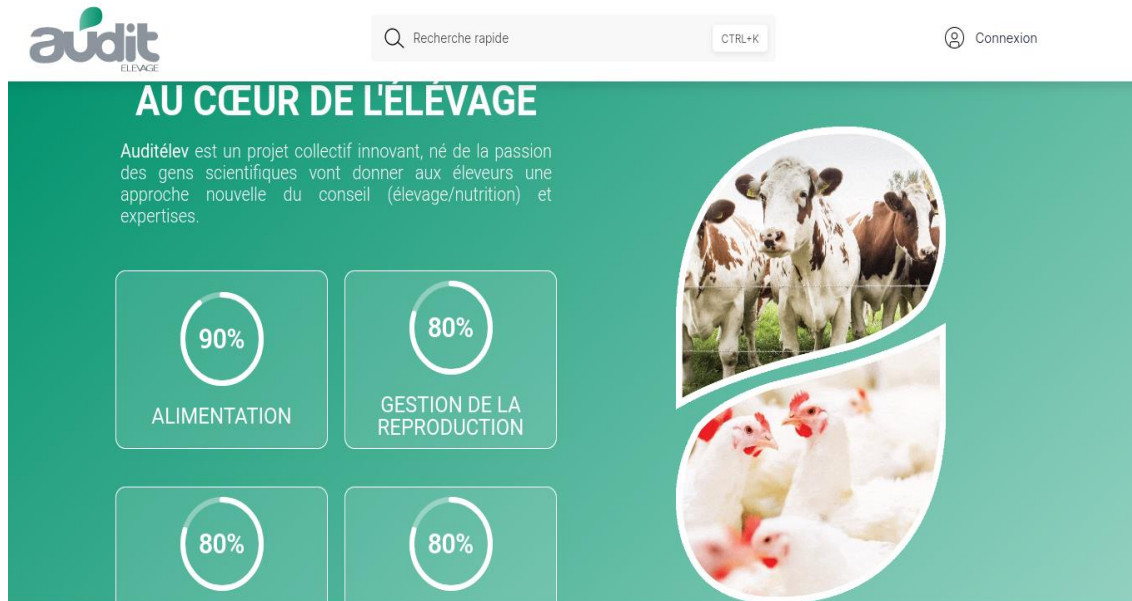 audit
ELEVAGE
Recherche rapide
CTRL+K
Connexion
AU CŒUR DE L'ÉLÉVAGE
Auditélev est un projet collectif innovant, né de la passion
des gens scientifiques vont donner aux éleveurs une
approche nouvelle du conseil (élevage/nutrition) et
expertises.
90%
80%
ALIMENTATION
GESTION DE LA
REPRODUCTION
80%
80%